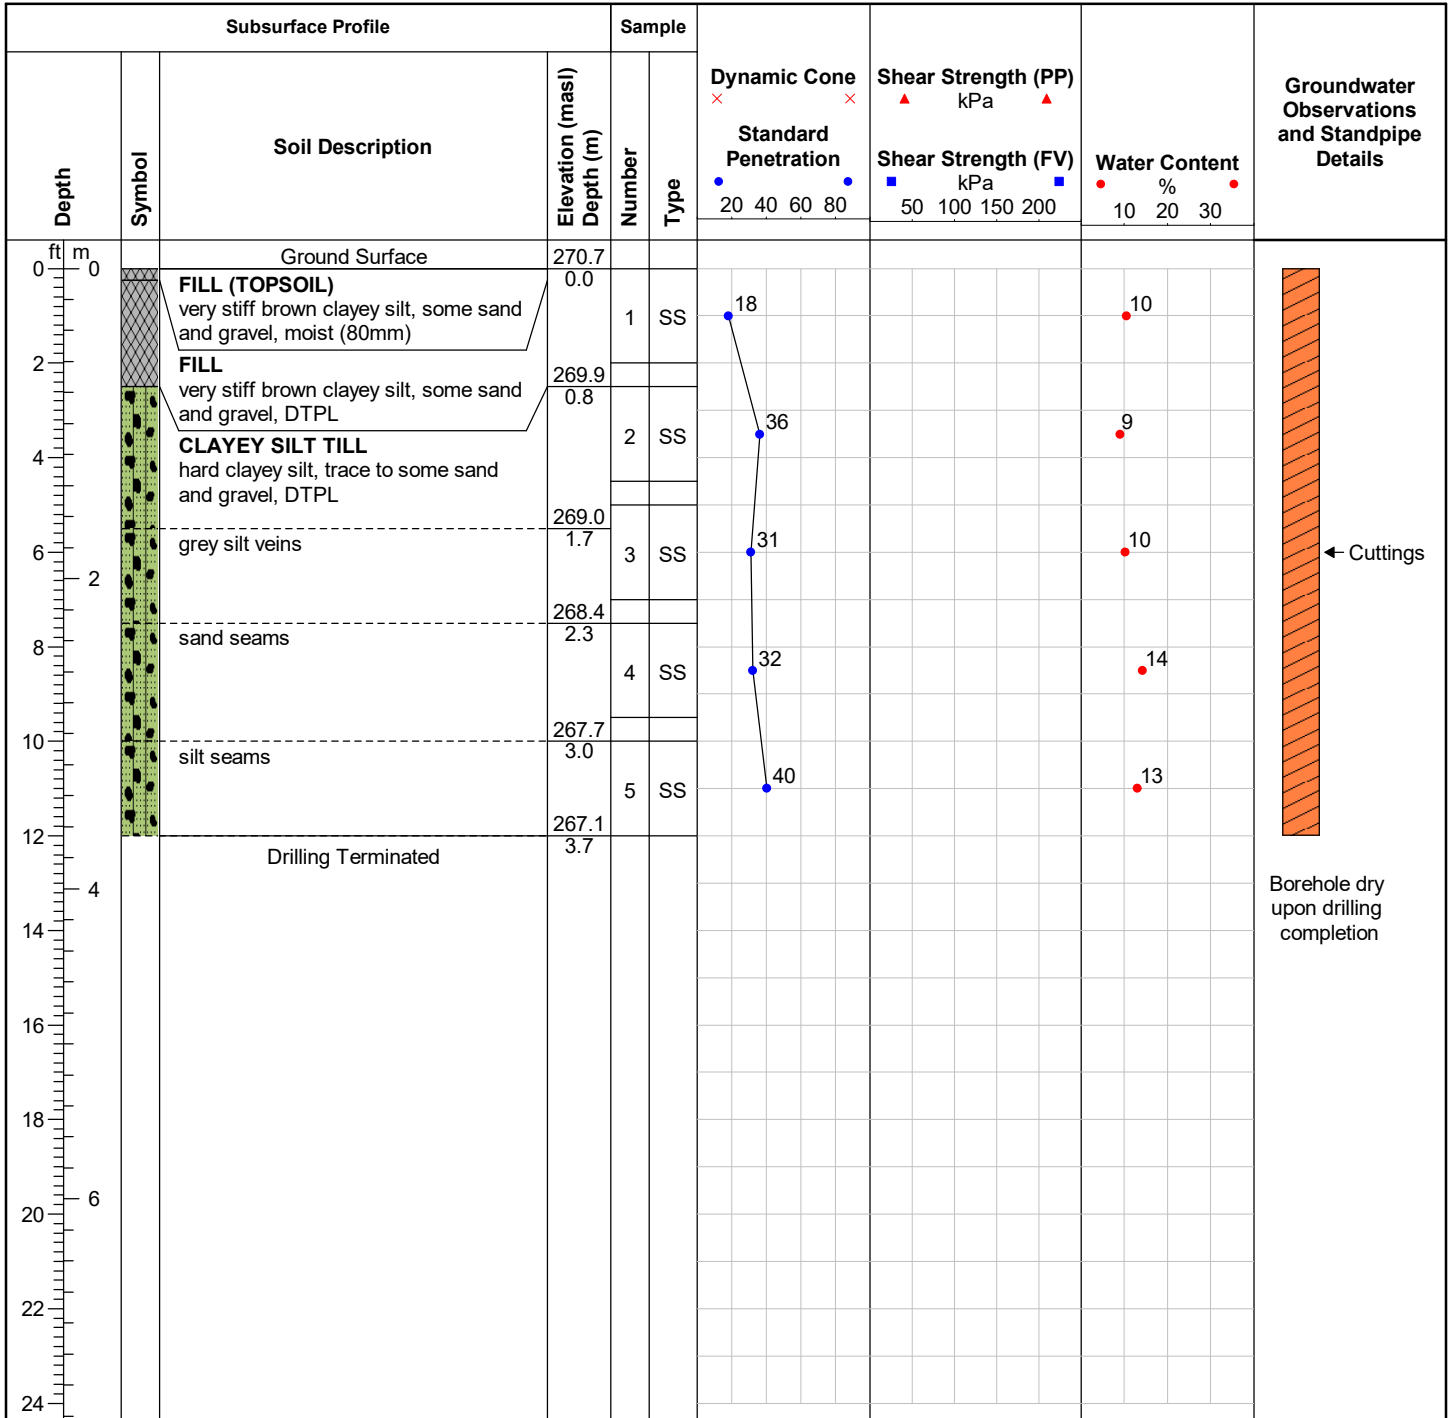 Subsurface Profile
Sample
Depth
Symbol
Soil Description
Elevation (masl)
Depth (m)
Number
Type
Dynamic Cone
Standard
Penetration
20 40 60 80
Shear Strength (PP)
kPa
Shear Strength (FV)
kPa
50 100 150 200
Water Content
%
10 20 30
Groundwater
Observations
and Standpipe
Details
ft m
Ground Surface
270.7
0.0
0 0
FILL (TOPSOIL)
very stiff brown clayey silt, some sand
and gravel, moist (80mm)
1 SS
18
10
2
FILL
very stiff brown clayey silt, some sand
and gravel, DTPL
269.9
0.8
2 SS
36
9
CLAYEY SILT TILL
hard clayey silt, trace to some sand
and gravel, DTPL
4
269.0
1.7
grey silt veins
3 SS
31
10
Cuttings
6
2
268.4
2.3
sand seams
8
4 SS
32
14
267.7
3.0
10
silt seams
5 SS
40
13
267.1
3.7
12
Drilling Terminated
4
Borehole dry
upon drilling
completion
14
16
18
6
20
22
24